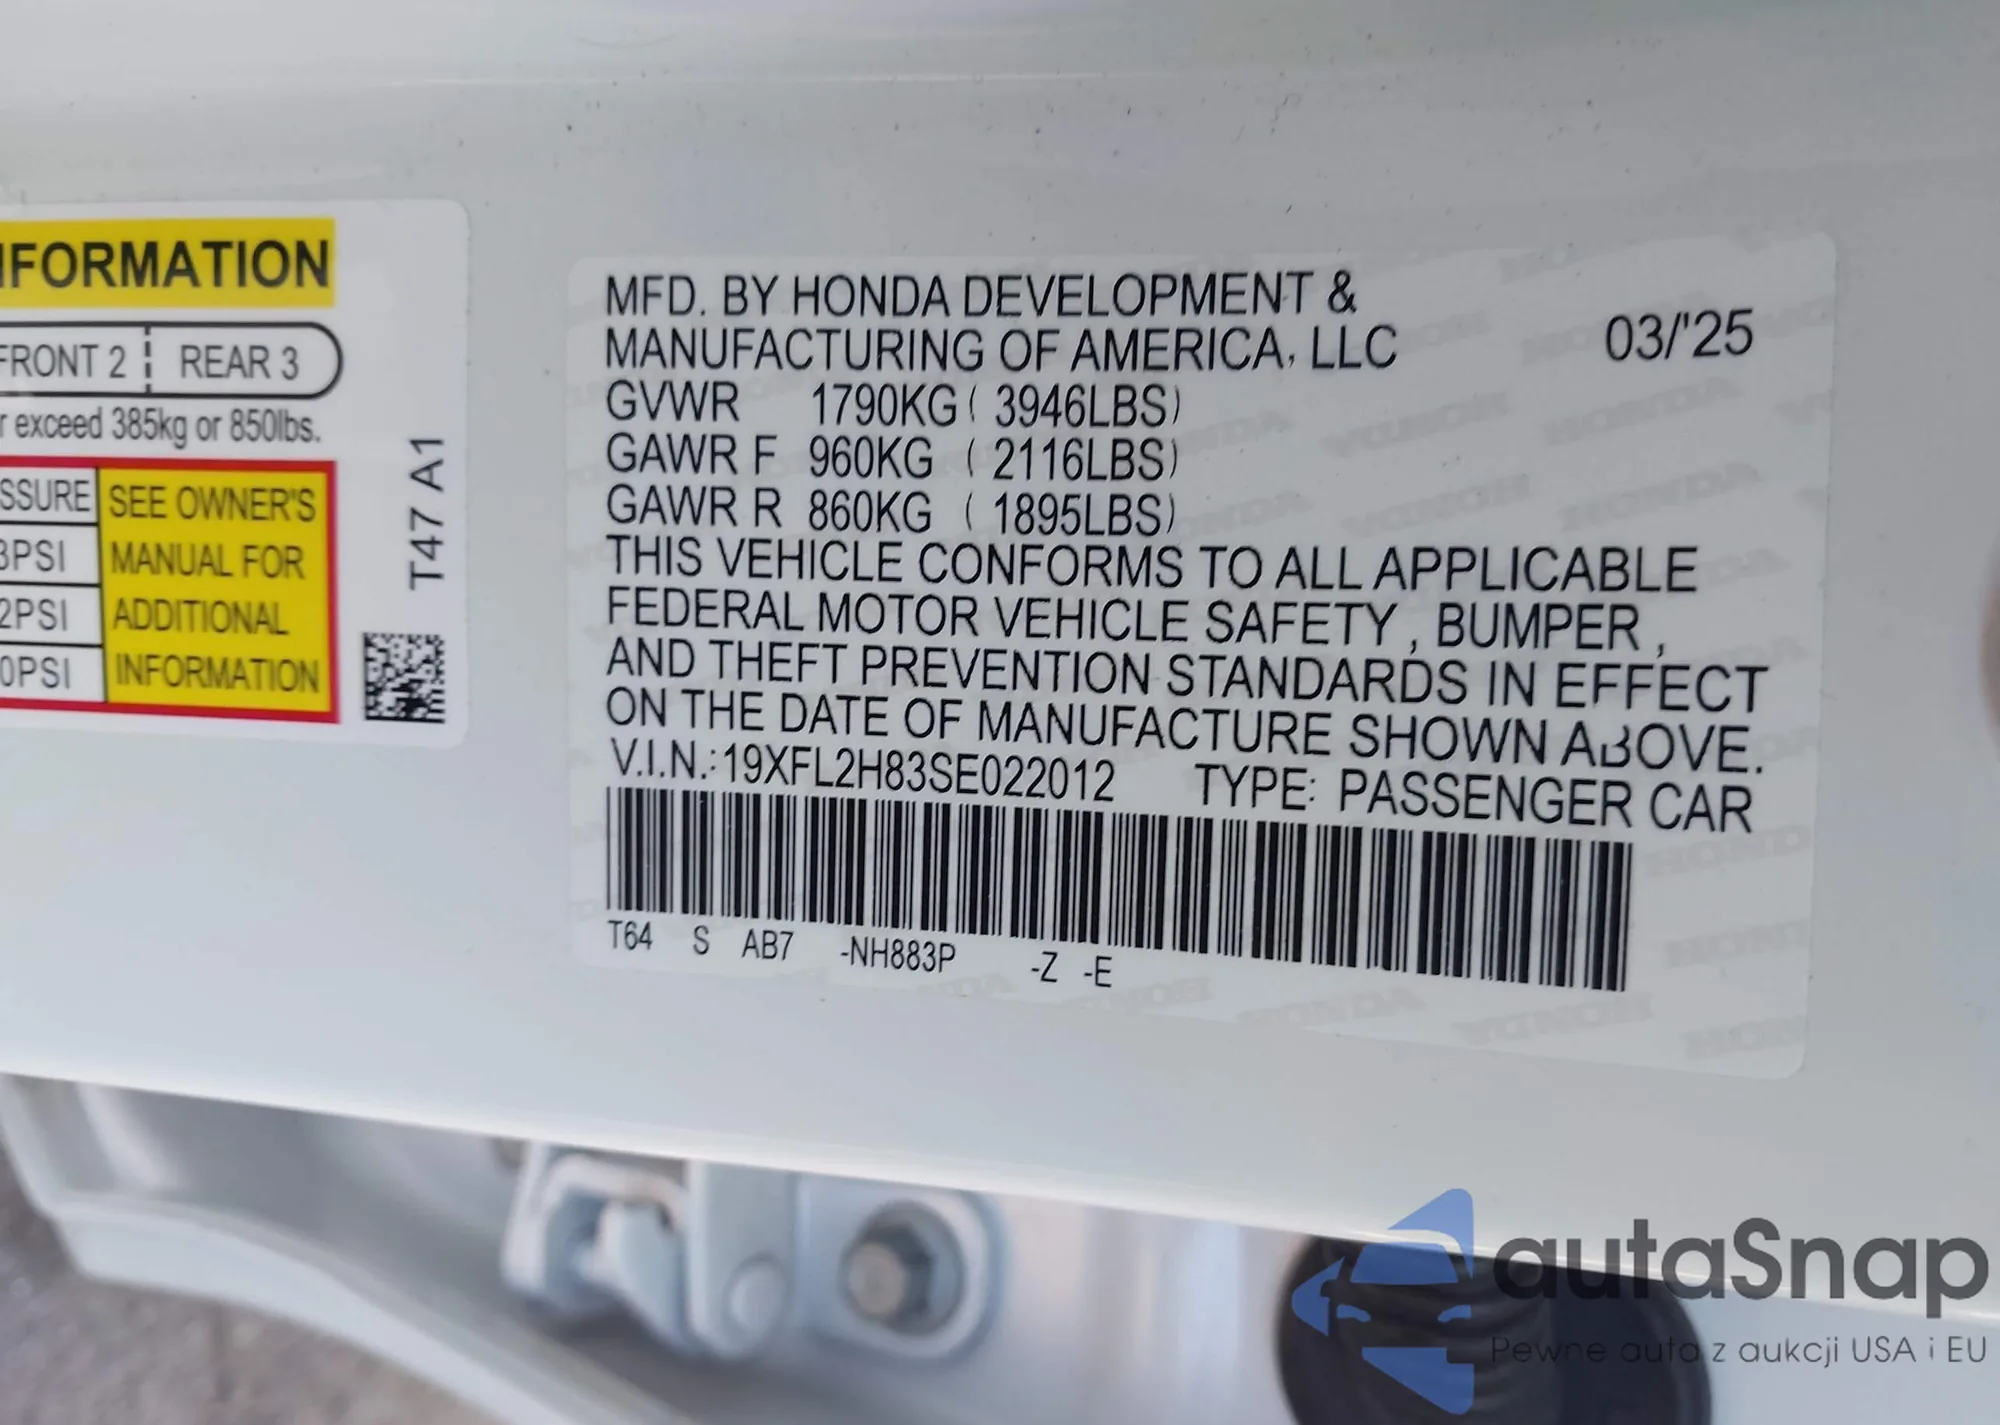 NFORMATION
FRONT 2 REAR 3
r exceed 385kg or 850lbs.
SSURE
3PSI
2PSI
0PSI
SEE OWNER'S
MANUAL FOR
ADDITIONAL
INFORMATION
T47 A1
MFD. BY HONDA DEVELOPMENT &
MANUFACTURING OF AMERICA, LLC
03/'25
GVWR 1790KG ( 3946LBS)
GAWR F 960KG ( 2116LBS)
GAWR R 860KG ( 1895LBS)
THIS VEHICLE CONFORMS TO ALL APPLICABLE
FEDERAL MOTOR VEHICLE SAFETY , BUMPER ,
AND THEFT PREVENTION STANDARDS IN EFFECT
ON THE DATE OF MANUFACTURE SHOWN ABOVE.
V.I.N.: 19XFL2H83SE022012 TYPE: PASSENGER CAR
T64 S AB7 -NH883P -Z -E
autaSnap
Pewne auta z aukcji USA i EU